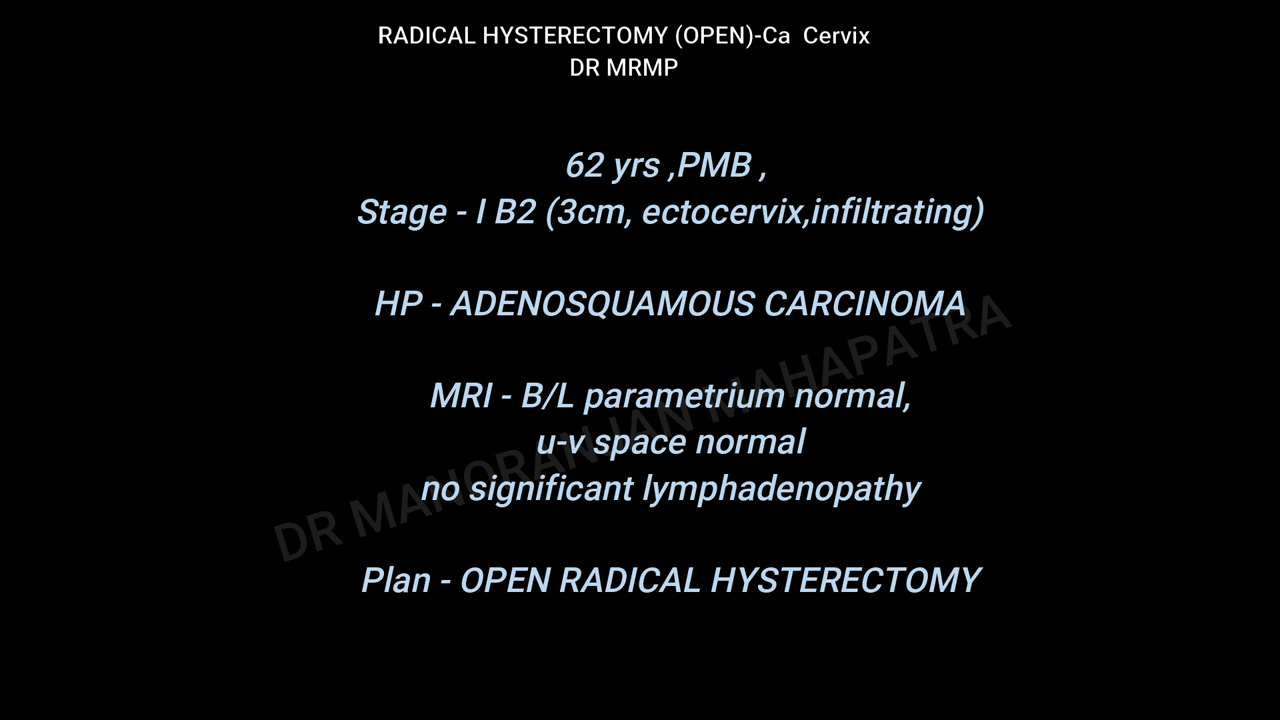 RADICAL HYSTERECTOMY (OPEN)-Ca  Cervix
DR MRMP
62 yrs ,PMB ,
Stage - I B2 (3cm, ectocervix,infiltrating)
HP - ADENOSQUAMOUS CARCINOMA
MRI - B/L parametrium normal,
u-v space normal
no significant lymphadenopathy
DR MANORANJAN MAHAPATRA
Plan - OPEN RADICAL HYSTERECTOMY